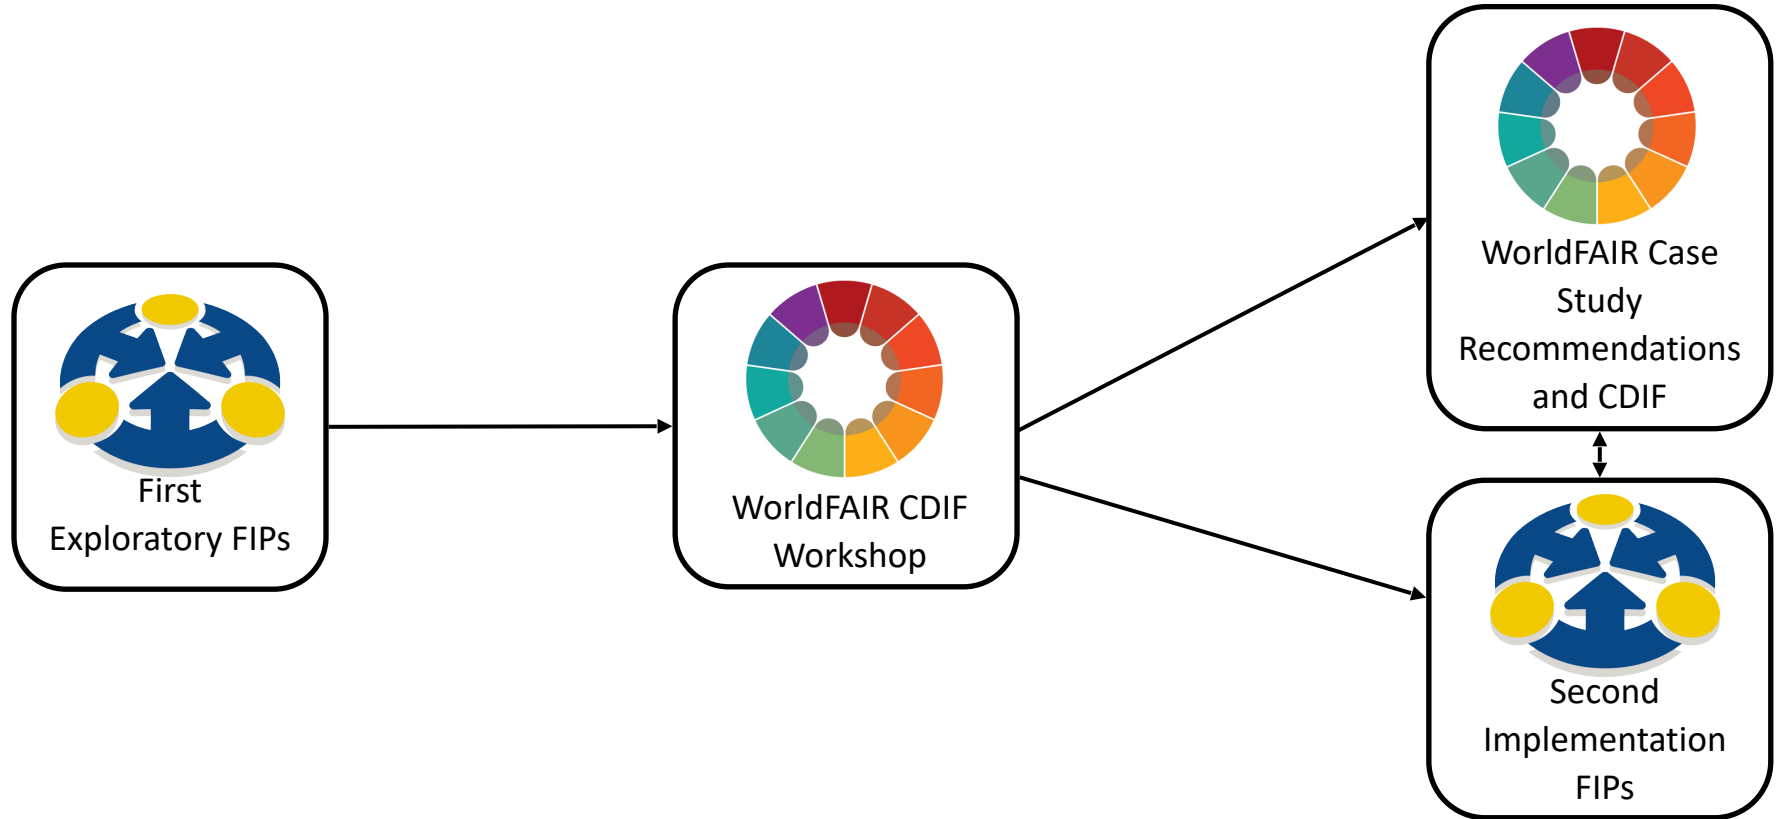 First
Exploratory FIPs
WorldFAIR CDIF
Workshop
WorldFAIR Case
Study
Recommendations
and CDIF
Second
Implementation
FIPs